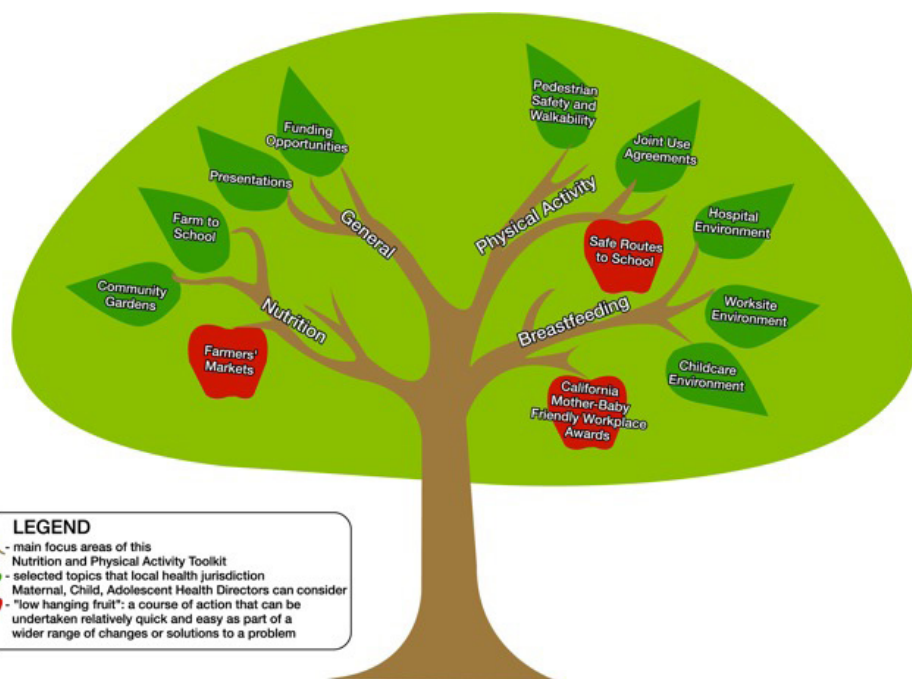 Pedestrian
Safety and
Walkability
Funding
Opportunities
Joint Use
Agreements
Presentations
Physical Activity
General
Farm to
School
Hospital
Environment
Safe Routes
to School
Community
Gardens
Nutrition
Breastfeeding
Worksite
Environment
Farmers'
Markets
Childcare
Environment
California
Mother-Baby
Friendly Workplace
Awards
LEGEND
- main focus areas of this
Nutrition and Physical Activity Toolkit
- selected topics that local health jurisdiction
Maternal, Child, Adolescent Health Directors can consider
- "low hanging fruit": a course of action that can be
undertaken relatively quick and easy as part of a
wider range of changes or solutions to a problem